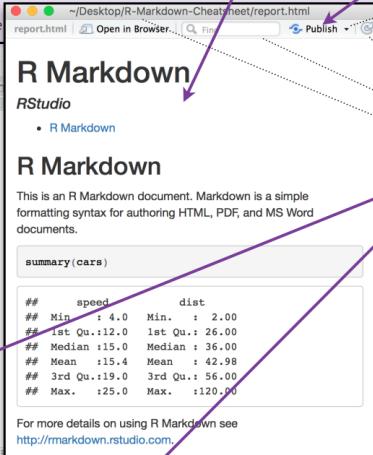 ~/Desktop/R-Markdown-Cheatsheet/report.html
report.html Open in Browser Find Publish
R Markdown
RStudio
• R Markdown
R Markdown
This is an R Markdown document. Markdown is a simple
formatting syntax for authoring HTML, PDF, and MS Word
documents.
summary(cars)
## speed dist
## Min. : 4.0 Min. : 2.00
## 1st Qu.:12.0 1st Qu.: 26.00
## Median :15.0 Median : 36.00
## Mean :15.4 Mean : 42.98
## 3rd Qu.:19.0 3rd Qu.: 56.00
## Max. :25.0 Max. :120.00
For more details on using R Markdown see
http://rmarkdown.rstudio.com.